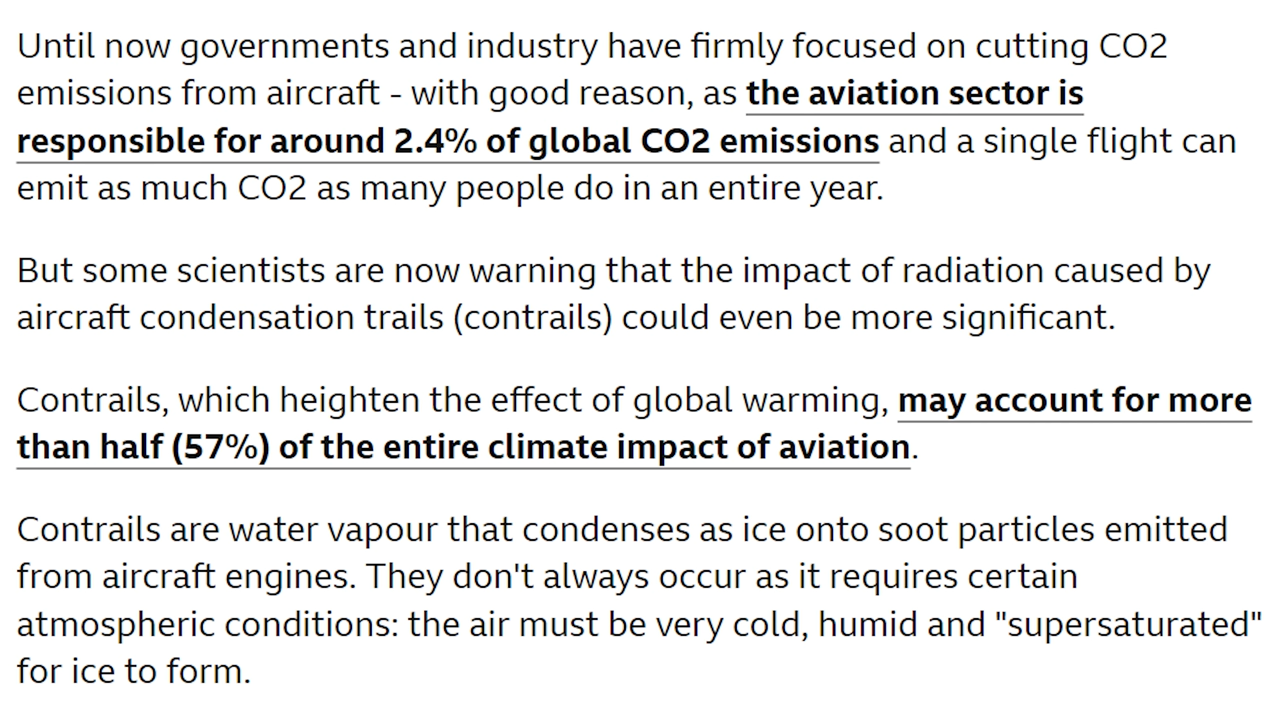 Until now governments and industry have firmly focused on cutting CO2
emissions from aircraft - with good reason, as the aviation sector is
responsible for around 2.4% of global CO2 emissions and a single flight can
emit as much CO2 as many people do in an entire year.
But some scientists are now warning that the impact of radiation caused by
aircraft condensation trails (contrails) could even be more significant.
Contrails, which heighten the effect of global warming, may account for more
than half (57%) of the entire climate impact of aviation.
Contrails are water vapour that condenses as ice onto soot particles emitted
from aircraft engines. They don't always occur as it requires certain
atmospheric conditions: the air must be very cold, humid and "supersaturated"
for ice to form.